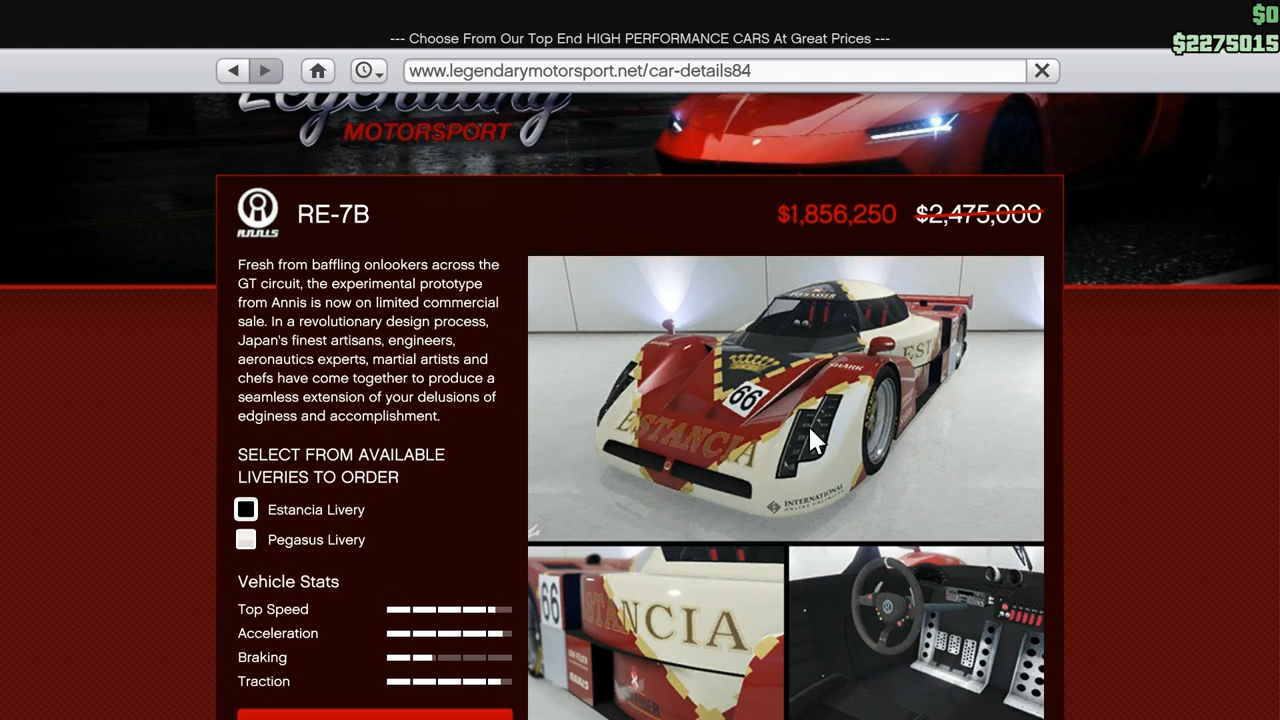 $0
--- Choose From Our Top End HIGH PERFORMANCE CARS At Great Prices ---
$2275015
www.legendarymotorsport.net/car-details84
Legendary
MOTORSPORT
ANNIS
RE-7B
$1,856,250 $2,475,000
Fresh from baffling onlookers across the
GT circuit, the experimental prototype
from Annis is now on limited commercial
sale. In a revolutionary design process,
Japan's finest artisans, engineers,
aeronautics experts, martial artists and
chefs have come together to produce a
seamless extension of your delusions of
edginess and accomplishment.
SELECT FROM AVAILABLE
LIVERIES TO ORDER
Estancia Livery
Pegasus Livery
Vehicle Stats
Top Speed
Acceleration
Braking
Traction
SHARK
66
ESTANCIA
ESTA
INTERNATIONAL
ONLINE UNLIMITED
66
STANCIA